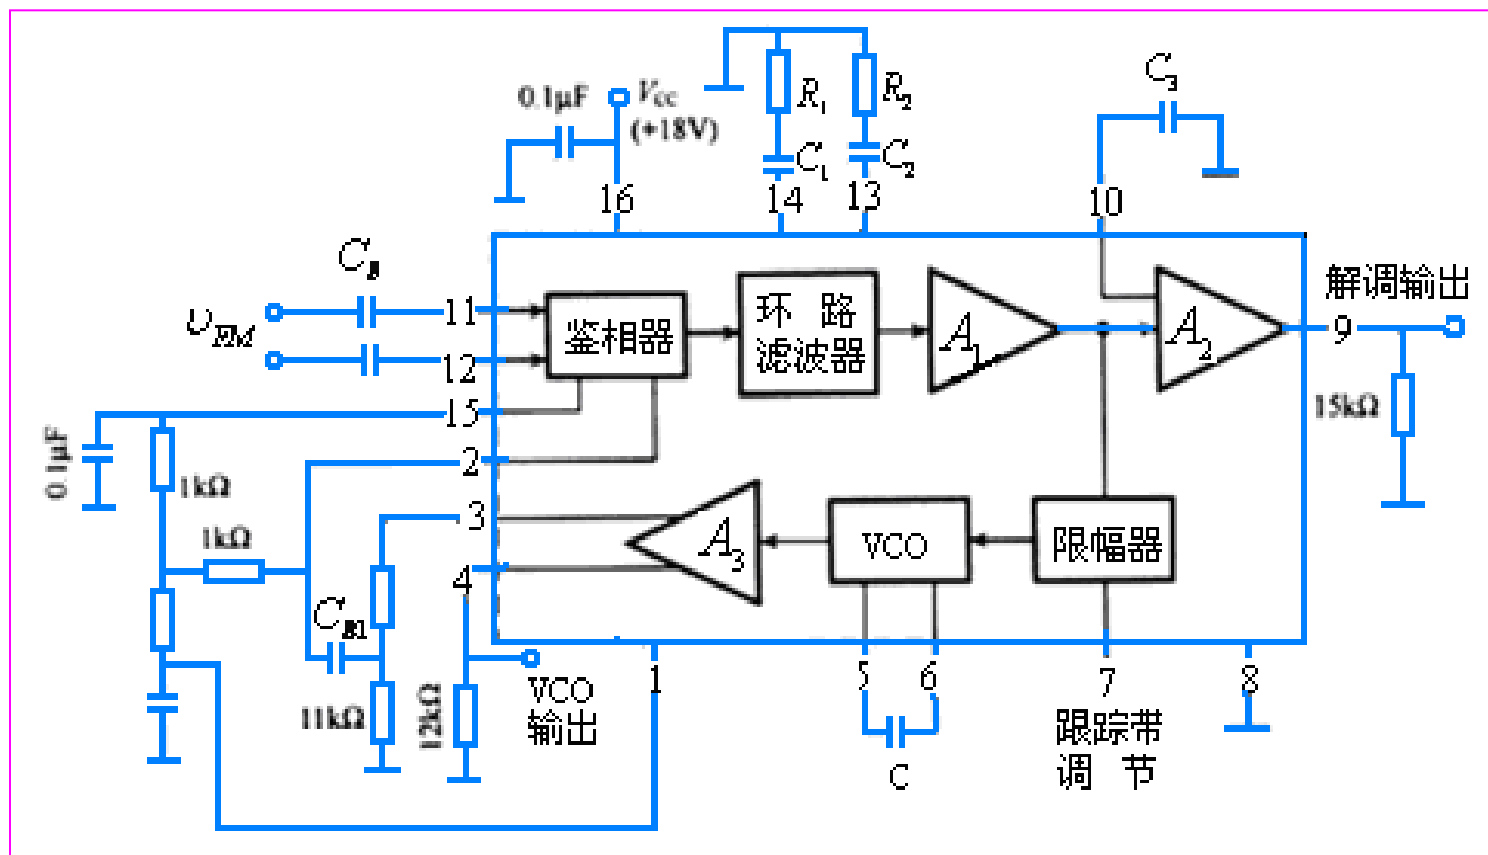 C₃
0.1μF
Vcc
(+18V)
R₁
R₂
C₁
C₂
16
14
13
10
C_B
υ_FM
11
12
15
2
3
4
鉴相器
环 路
滤波器
A₁
A₂
解调输出
9
15kΩ
0.1μF
1kΩ
1kΩ
C_B1
11kΩ
12kΩ
A₃
VCO
限幅器
VCO
输出
1
5
6
7
8
C
跟踪带
调 节